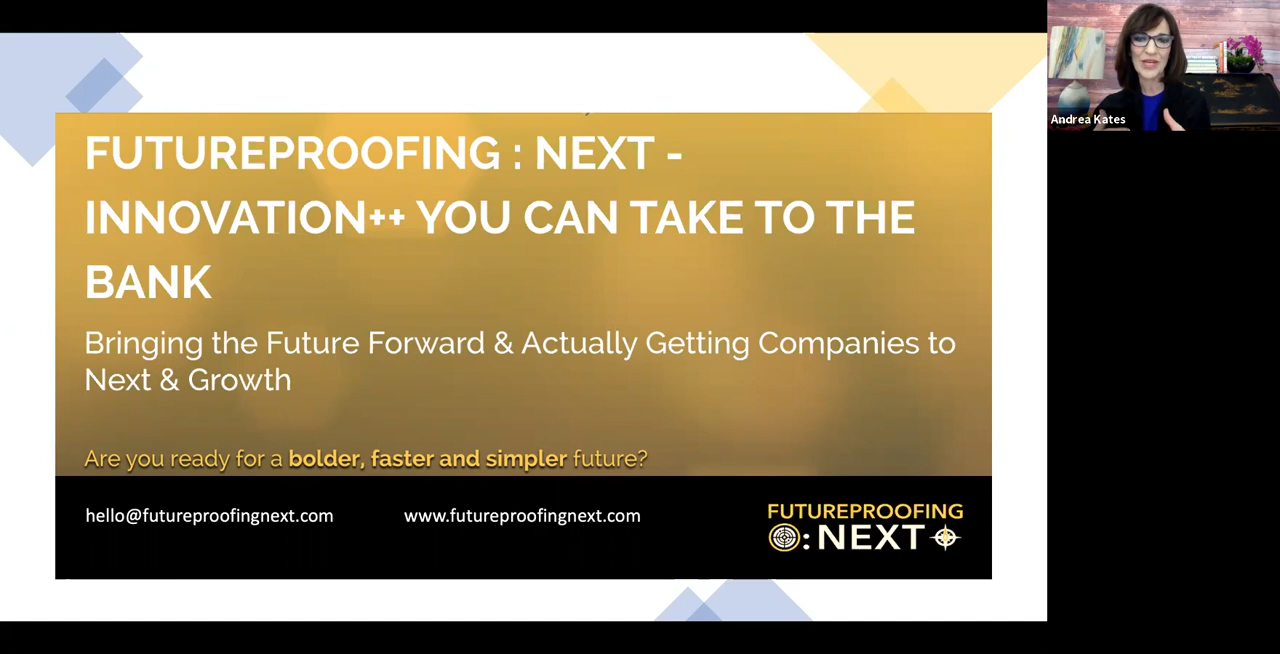 FUTUREPROOFING : NEXT -
INNOVATION++ YOU CAN TAKE TO THE
BANK
Bringing the Future Forward & Actually Getting Companies to
Next & Growth
Are you ready for a bolder, faster and simpler future?
hello@futureproofingnext.com
www.futureproofingnext.com
FUTUREPROOFING
: NEXT
Andrea Kates